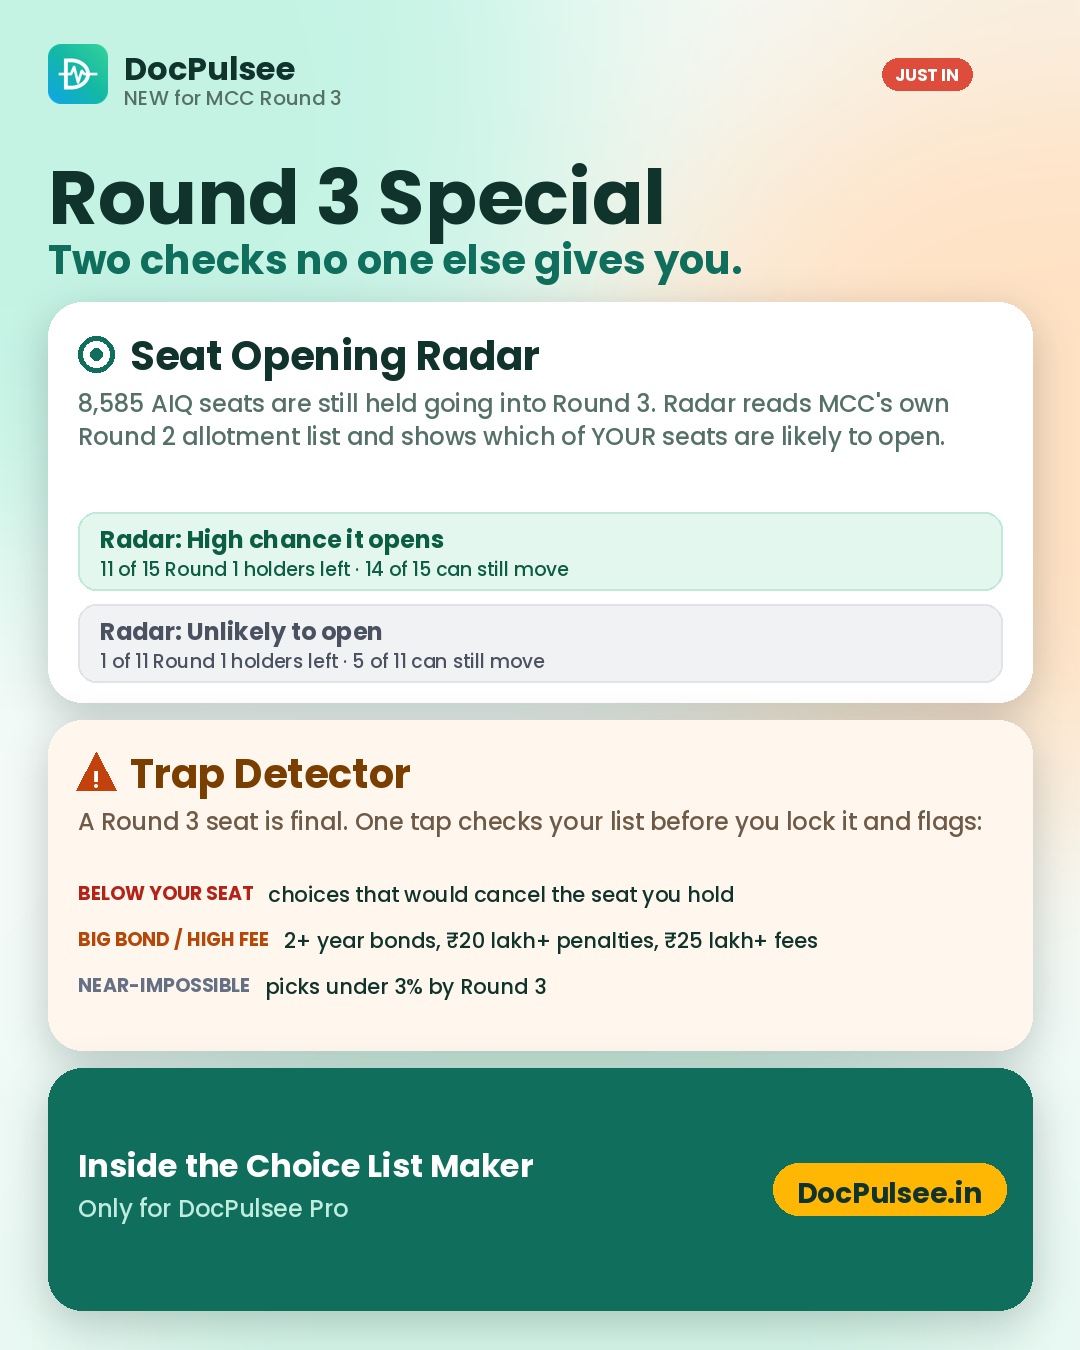 DocPulsee
NEW for MCC Round 3
JUST IN
Round 3 Special
Two checks no one else gives you.
Seat Opening Radar
8,585 AIQ seats are still held going into Round 3. Radar reads MCC's own
Round 2 allotment list and shows which of YOUR seats are likely to open.
Radar: High chance it opens
11 of 15 Round 1 holders left · 14 of 15 can still move
Radar: Unlikely to open
1 of 11 Round 1 holders left · 5 of 11 can still move
Trap Detector
A Round 3 seat is final. One tap checks your list before you lock it and flags:
BELOW YOUR SEAT choices that would cancel the seat you hold
BIG BOND / HIGH FEE 2+ year bonds, ₹20 lakh+ penalties, ₹25 lakh+ fees
NEAR-IMPOSSIBLE picks under 3% by Round 3
Inside the Choice List Maker
Only for DocPulsee Pro
DocPulsee.in